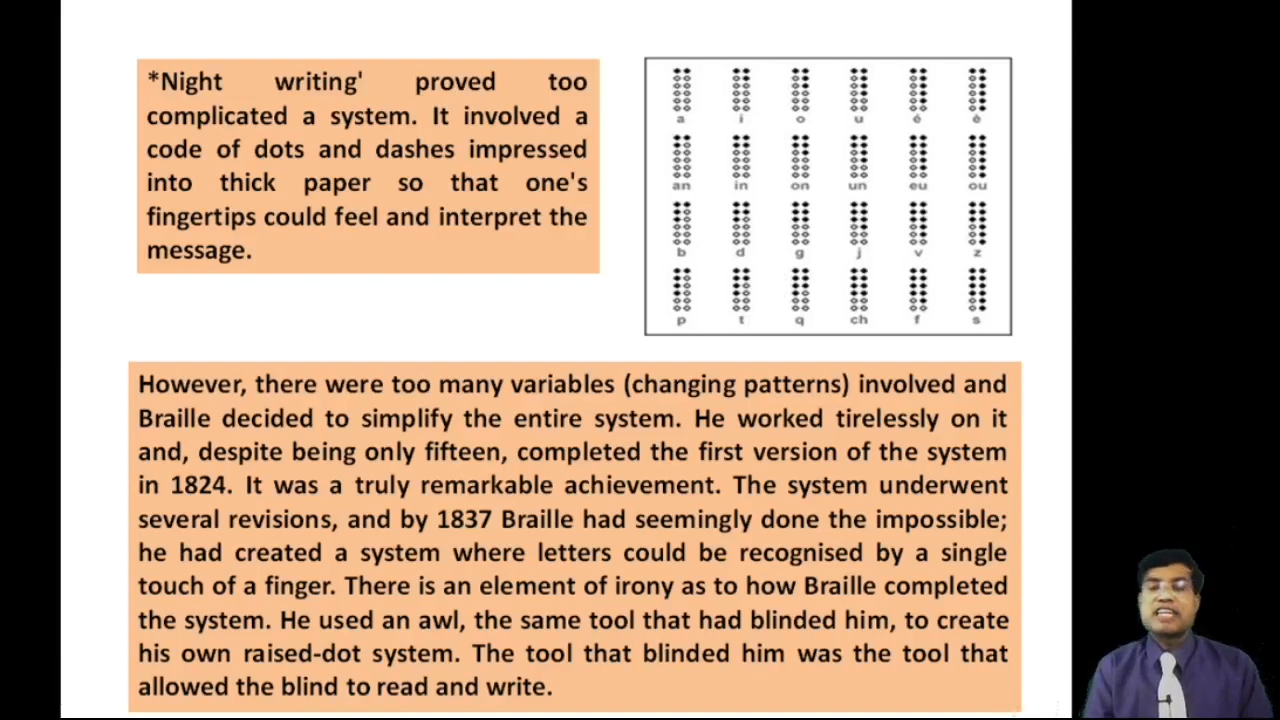 *Night writing' proved too
complicated a system. It involved a
code of dots and dashes impressed
into thick paper so that one's
fingertips could feel and interpret the
message.
a i o u é è
an in on un eu ou
b d g j v z
p t q ch f s
However, there were too many variables (changing patterns) involved and
Braille decided to simplify the entire system. He worked tirelessly on it
and, despite being only fifteen, completed the first version of the system
in 1824. It was a truly remarkable achievement. The system underwent
several revisions, and by 1837 Braille had seemingly done the impossible;
he had created a system where letters could be recognised by a single
touch of a finger. There is an element of irony as to how Braille completed
the system. He used an awl, the same tool that had blinded him, to create
his own raised-dot system. The tool that blinded him was the tool that
allowed the blind to read and write.